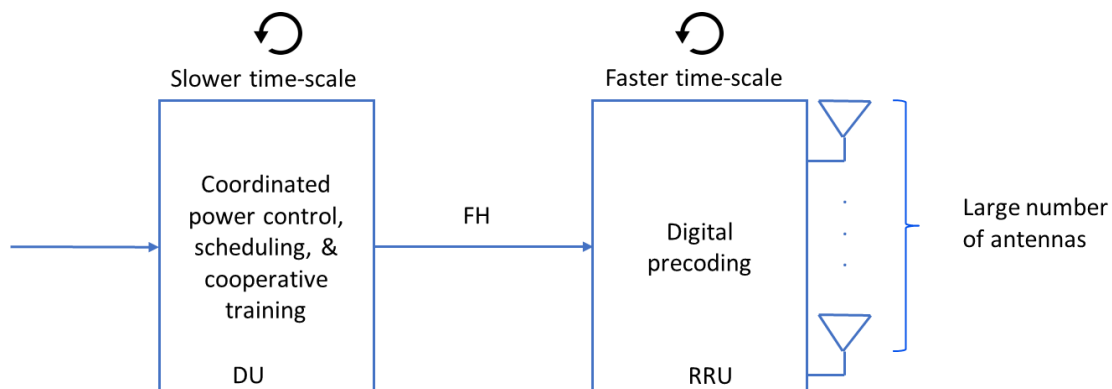 Slower time-scale
Faster time-scale
Coordinated
power control,
scheduling, &
cooperative
training
DU
FH
Digital
precoding
RRU
Large number
of antennas